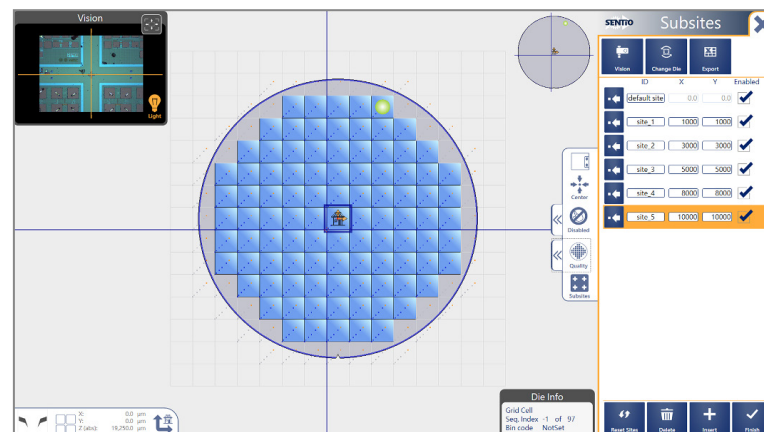 Vision
Light
SENTIO
Subsites
Vision
Change Die
Export
ID X Y Enabled
default site 0.0 0.0
site_1 1000 1000
site_2 3000 3000
site_3 5000 5000
site_4 8000 8000
site_5 10000 10000
Center
Disabled
Quality
Subsites
X: 0.0 µm
Y: 0.0 µm
Z (abs): 19,250.0 µm
Die Info
Grid Cell
Seq. Index -1 of 97
Bin code NotSet
Reset Sites
Delete
Insert
Finish